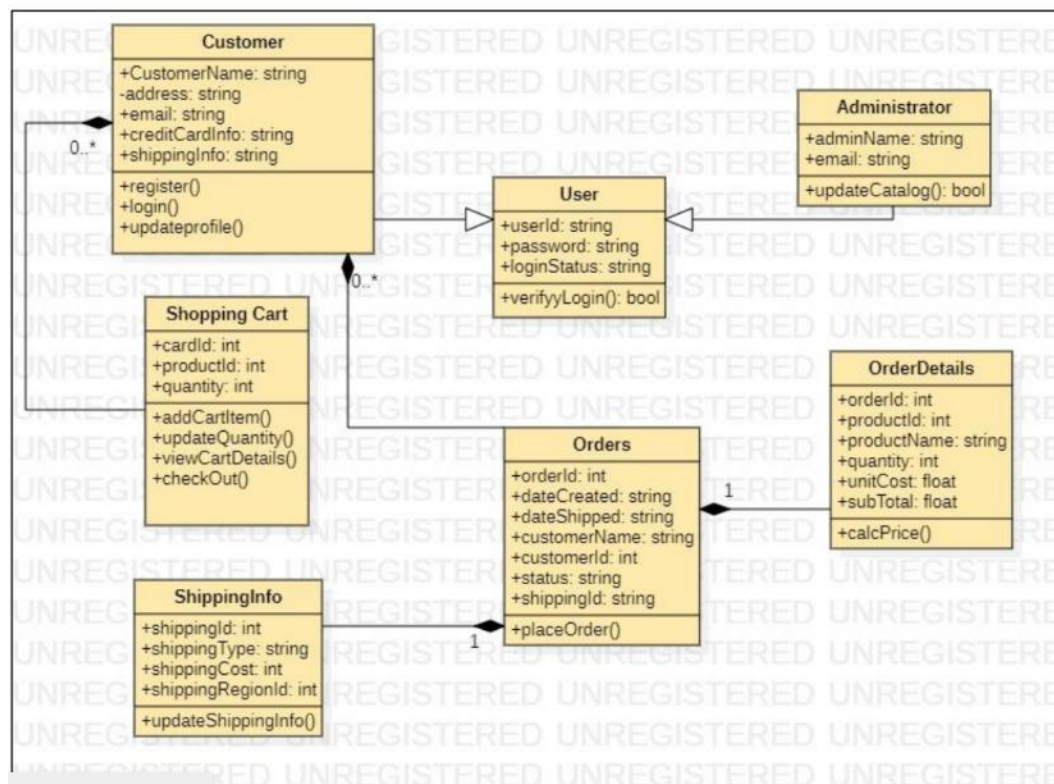 Customer
+CustomerName: string
-address: string
+email: string
+creditCardInfo: string
+shippingInfo: string
+register()
+login()
+updateprofile()
0..*
0..*
Administrator
+adminName: string
+email: string
+updateCatalog(): bool
User
+userId: string
+password: string
+loginStatus: string
+verifyyLogin(): bool
Shopping Cart
+cardId: int
+productId: int
+quantity: int
+addCartItem()
+updateQuantity()
+viewCartDetails()
+checkOut()
OrderDetails
+orderId: int
+productId: int
+productName: string
+quantity: int
+unitCost: float
+subTotal: float
+calcPrice()
Orders
+orderId: int
+dateCreated: string
+dateShipped: string
+customerName: string
+customerId: int
+status: string
+shippingId: string
+placeOrder()
1
1
ShippingInfo
+shippingId: int
+shippingType: string
+shippingCost: int
+shippingRegionId: int
+updateShippingInfo()
UNREGISTERED UNREGISTERED UNREGISTERED